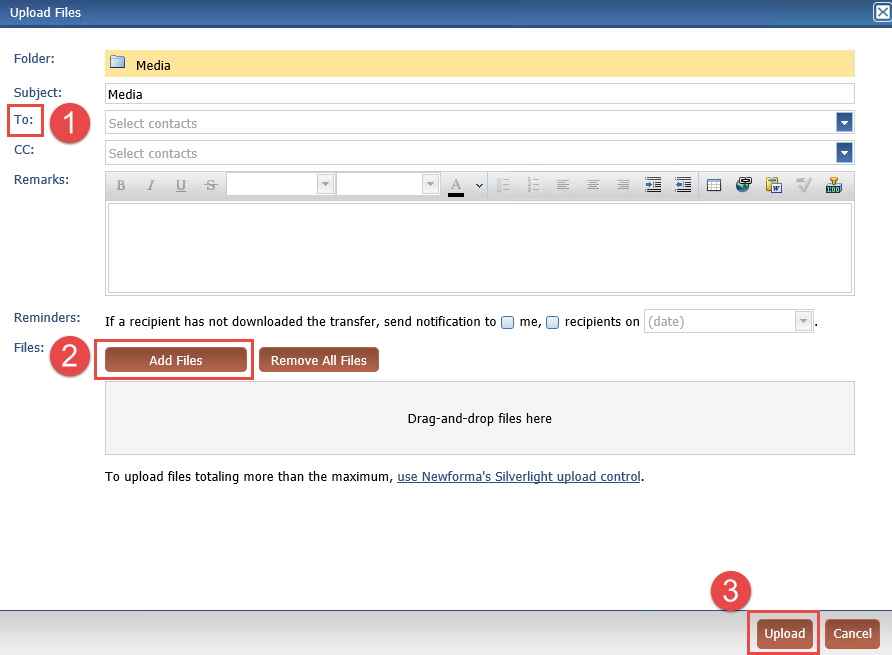 Upload Files
Folder:
Media
Subject:
Media
To:
1
Select contacts
CC:
Select contacts
Remarks:
B I U S A ABC
Reminders:
If a recipient has not downloaded the transfer, send notification to me, recipients on (date) .
Files:
2
Add Files
Remove All Files
Drag-and-drop files here
To upload files totaling more than the maximum, use Newforma's Silverlight upload control.
3
Upload
Cancel